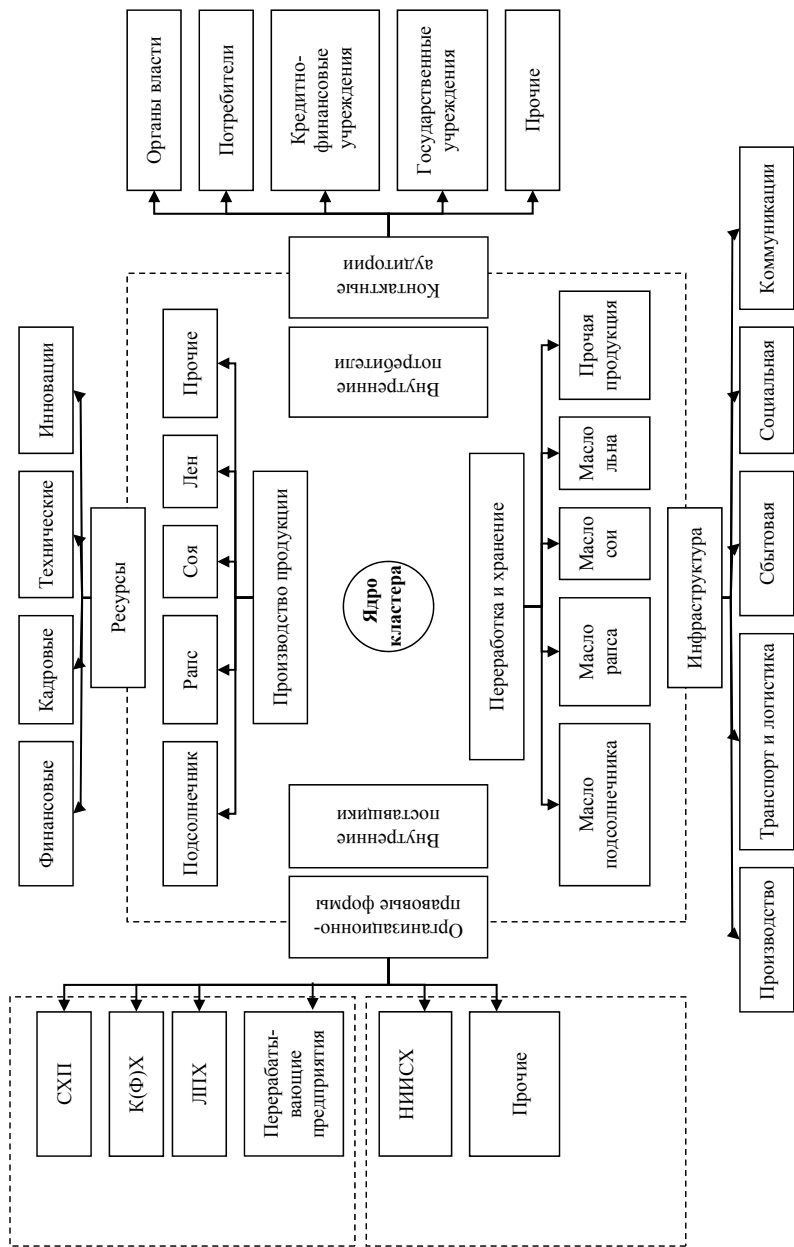 Финансовые
Кадровые
Технические
Инновации
Ресурсы
Подсолнечник
Рапс
Соя
Лен
Прочие
Производство продукции
СХП
К(Ф)Х
ЛПХ
Перерабаты-
вающие
предприятия
НИИСХ
Прочие
Организационно-
правовые формы
Внутренние
поставщики
Ядро
кластера
Внутренние
потребители
Контактные
аудитории
Органы власти
Потребители
Кредитно-
финансовые
учреждения
Государственные
учреждения
Прочие
Переработка и хранение
Масло
подсолнечника
Масло
рапса
Масло
сои
Масло
льна
Прочая
продукция
Инфраструктура
Производство
Транспорт и логистика
Сбытовая
Социальная
Коммуникации